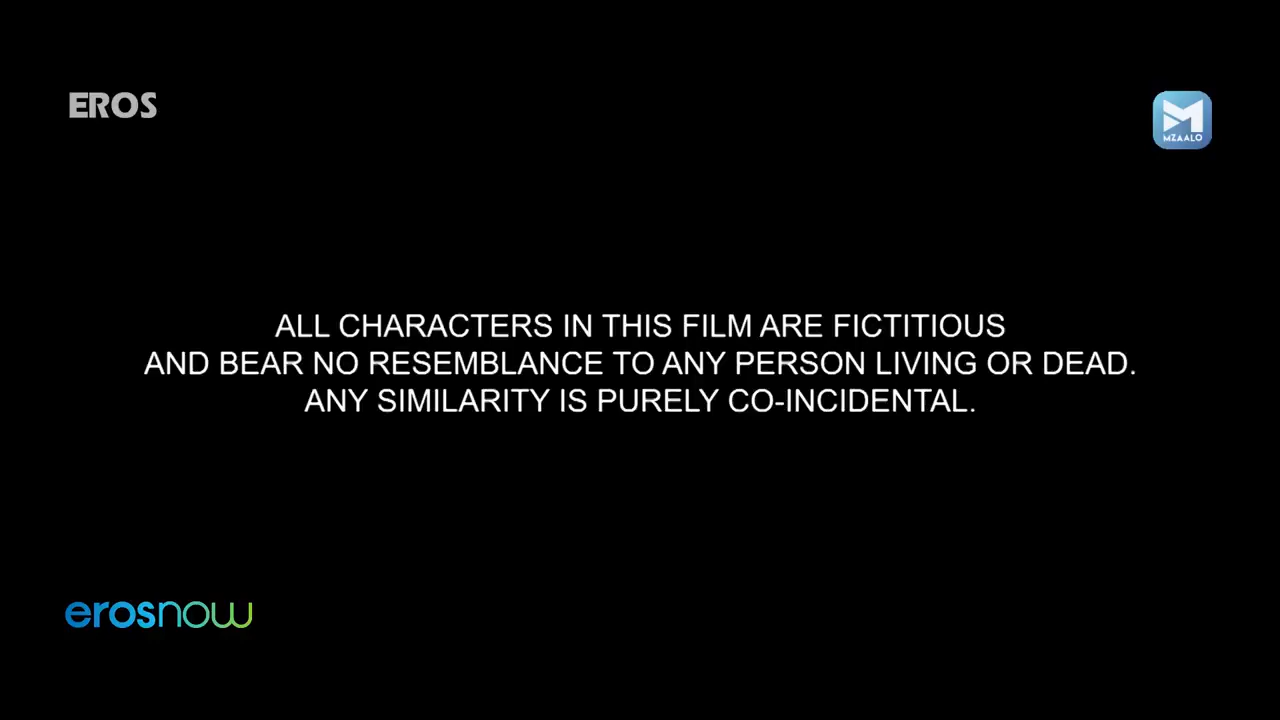 EROS
MZAALO
ALL CHARACTERS IN THIS FILM ARE FICTITIOUS
AND BEAR NO RESEMBLANCE TO ANY PERSON LIVING OR DEAD.
ANY SIMILARITY IS PURELY CO-INCIDENTAL.
erosnow